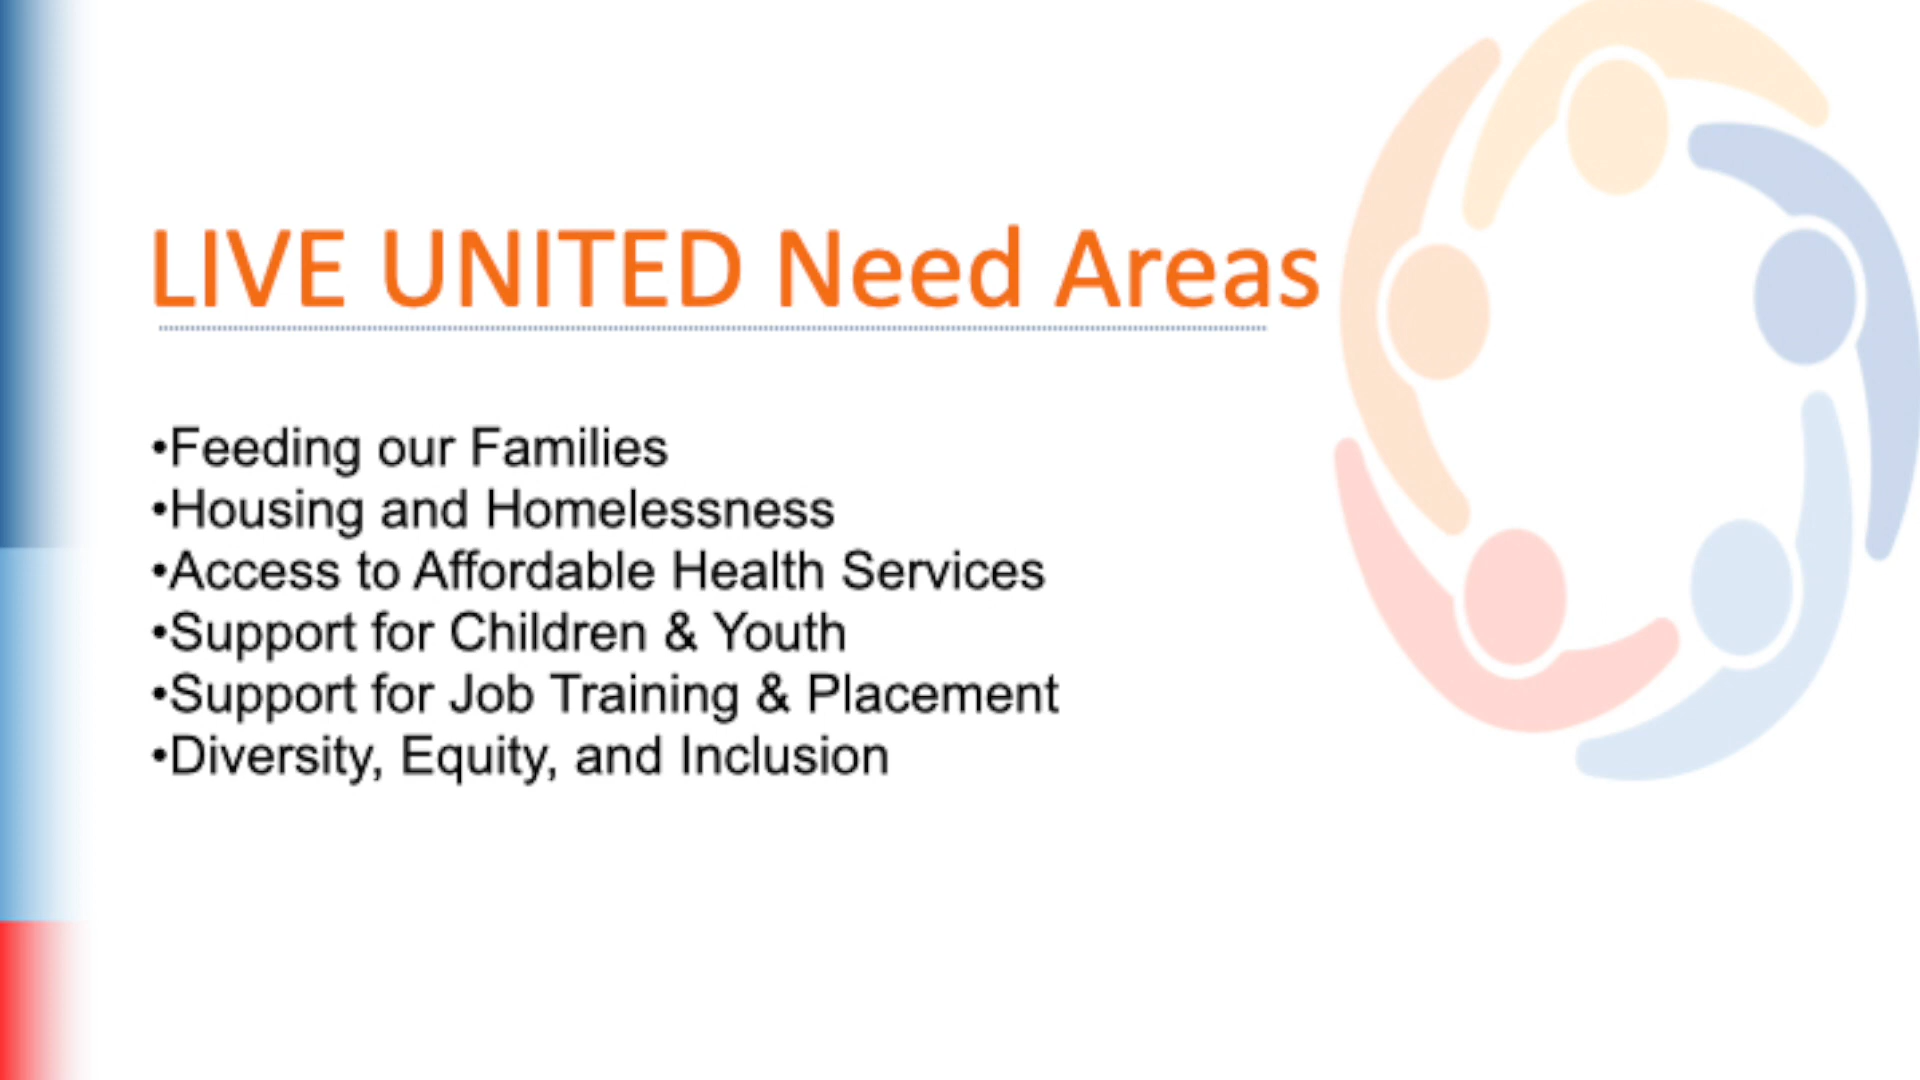 LIVE UNITED Need Areas
•Feeding our Families
•Housing and Homelessness
•Access to Affordable Health Services
•Support for Children & Youth
•Support for Job Training & Placement
•Diversity, Equity, and Inclusion